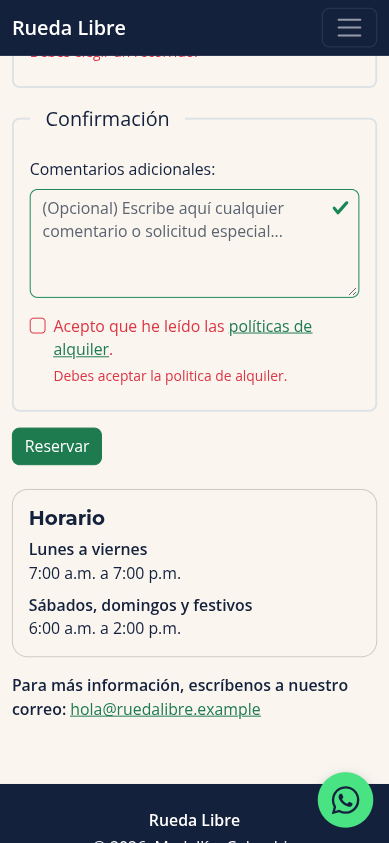 Rueda Libre
Confirmación
Comentarios adicionales:
(Opcional) Escribe aquí cualquier
comentario o solicitud especial...
Acepto que he leído las políticas de
alquiler.
Debes aceptar la politica de alquiler.
Reservar
Horario
Lunes a viernes
7:00 a.m. a 7:00 p.m.
Sábados, domingos y festivos
6:00 a.m. a 2:00 p.m.
Para más información, escríbenos a nuestro
correo: hola@ruedalibre.example
Rueda Libre